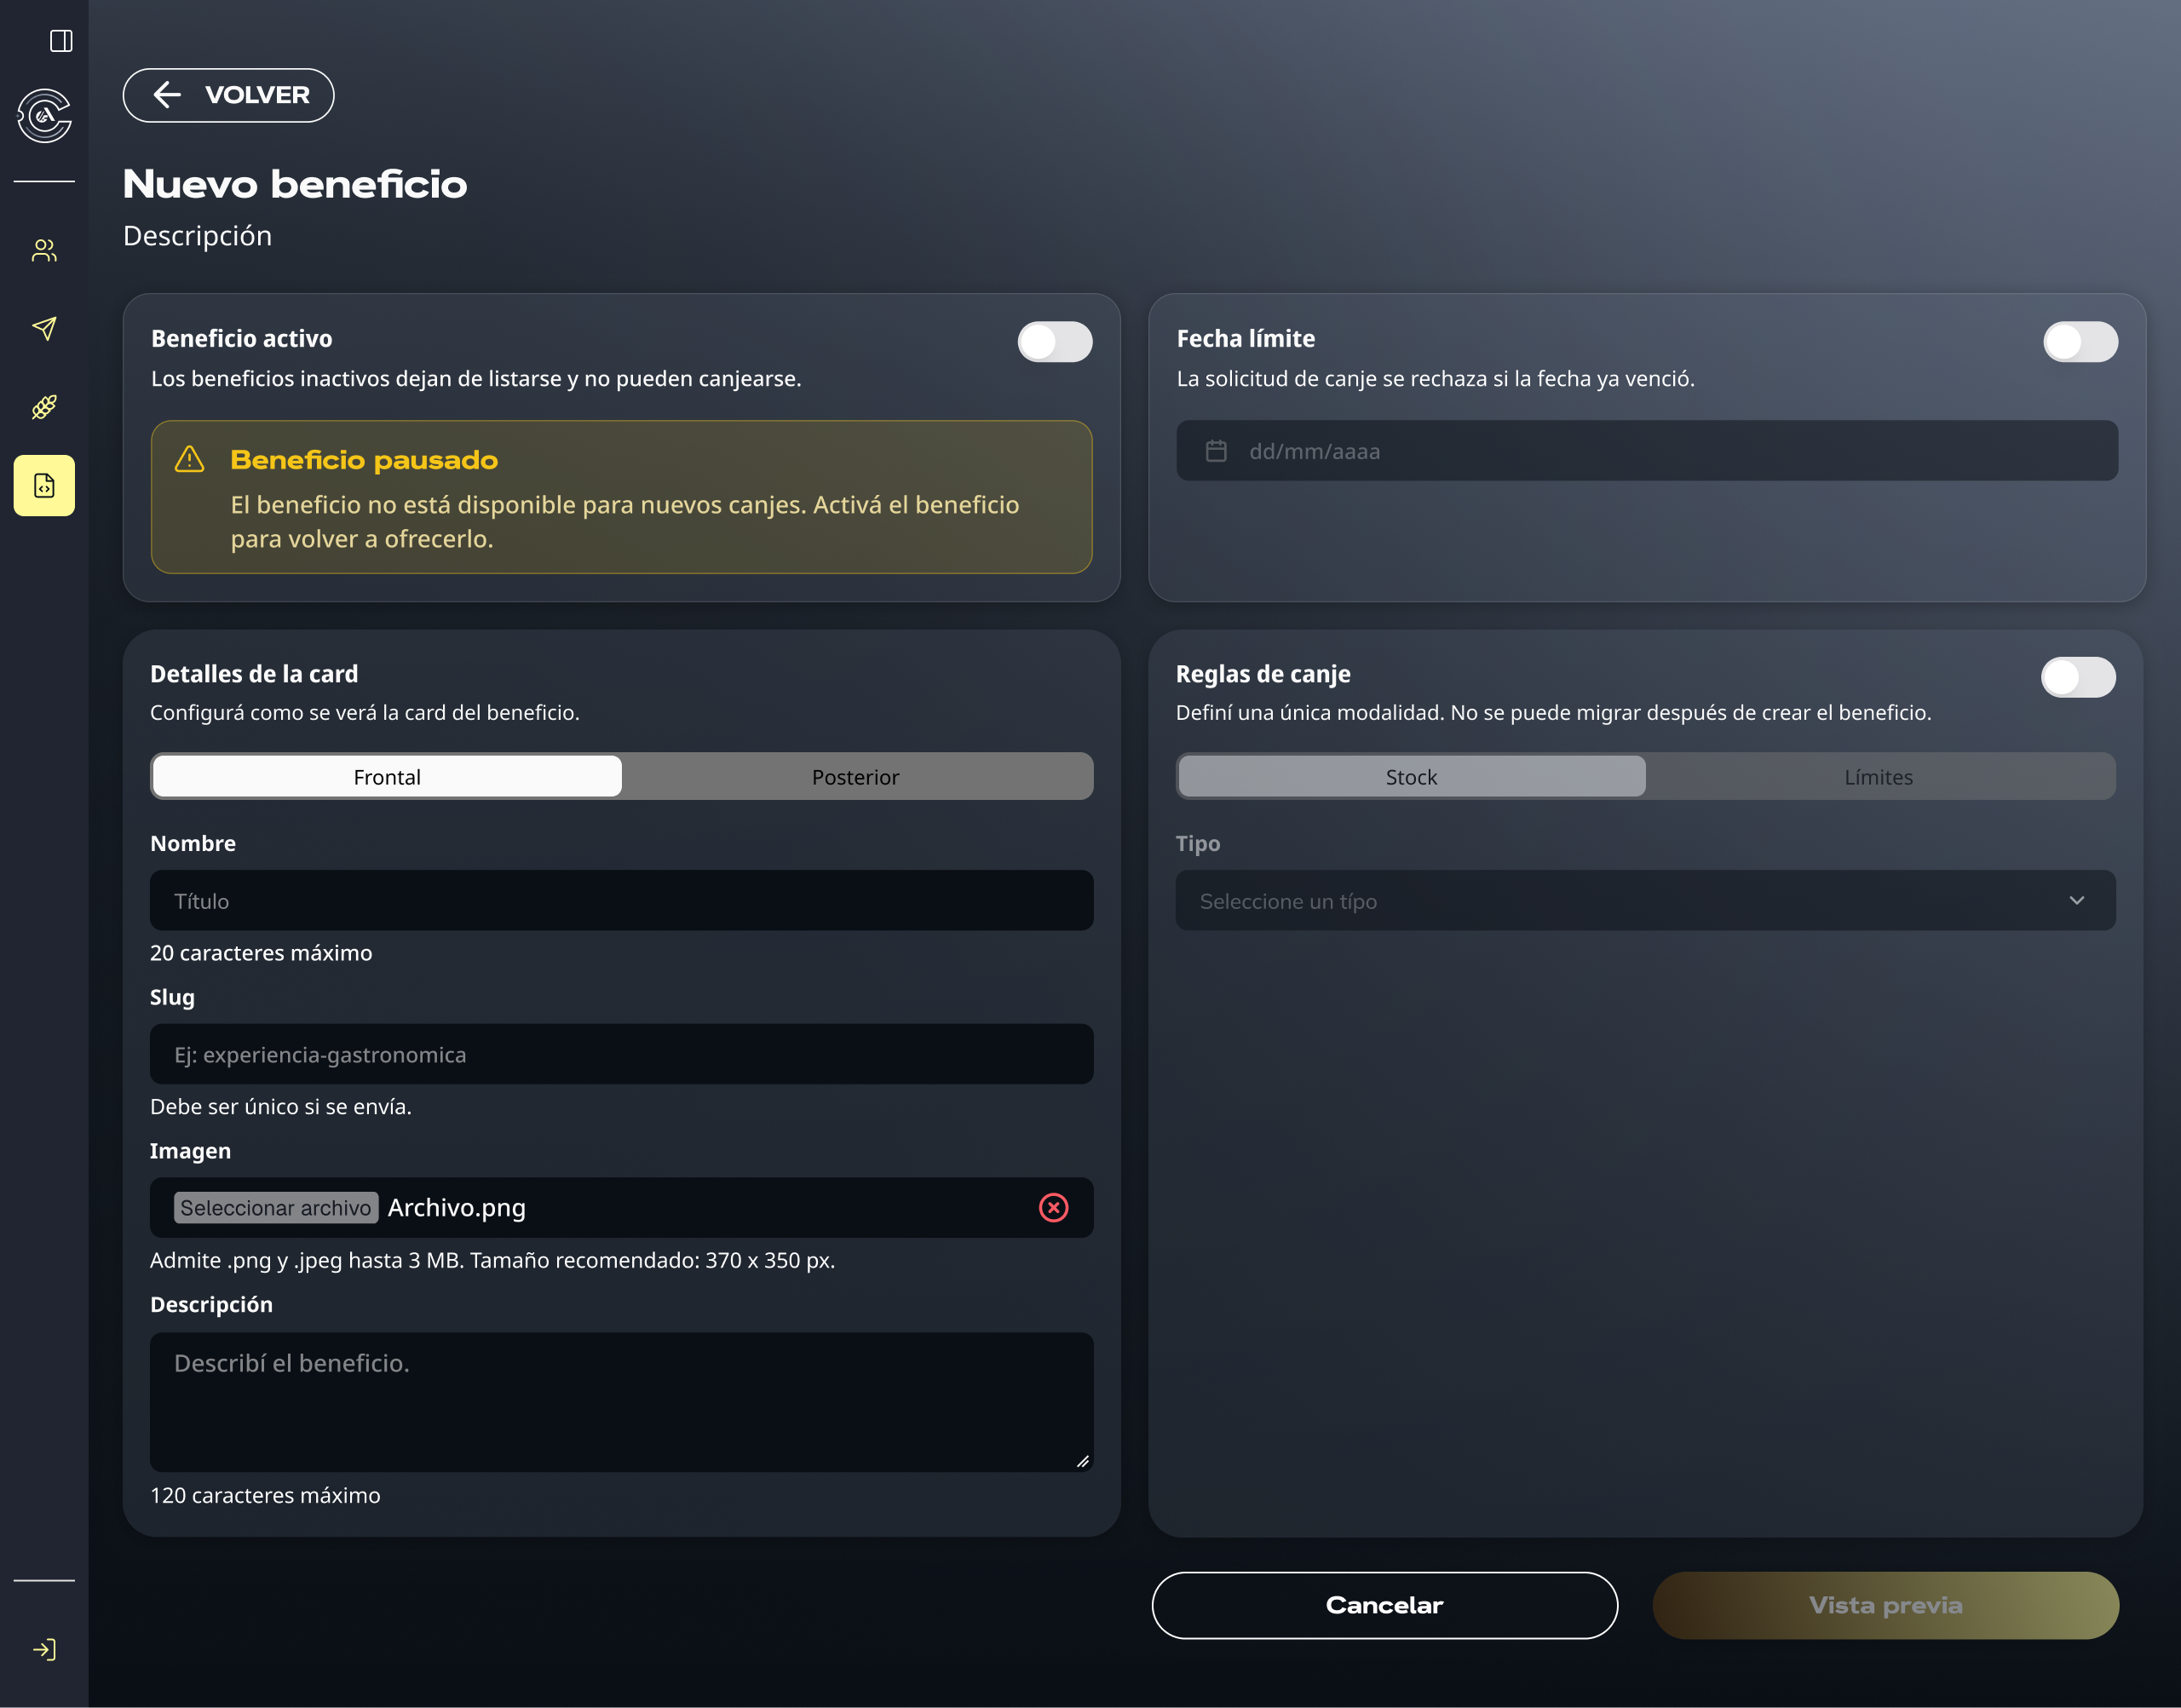 VOLVER
Nuevo beneficio
Descripción
Beneficio activo
Los beneficios inactivos dejan de listarse y no pueden canjearse.
Beneficio pausado
El beneficio no está disponible para nuevos canjes. Activá el beneficio
para volver a ofrecerlo.
Fecha límite
La solicitud de canje se rechaza si la fecha ya venció.
dd/mm/aaaa
Detalles de la card
Configurá como se verá la card del beneficio.
Frontal
Posterior
Nombre
Título
20 caracteres máximo
Slug
Ej: experiencia-gastronomica
Debe ser único si se envía.
Imagen
Seleccionar archivo Archivo.png
Admite .png y .jpeg hasta 3 MB. Tamaño recomendado: 370 x 350 px.
Descripción
Describí el beneficio.
120 caracteres máximo
Reglas de canje
Definí una única modalidad. No se puede migrar después de crear el beneficio.
Stock
Límites
Tipo
Seleccione un típo
Cancelar
Vista previa